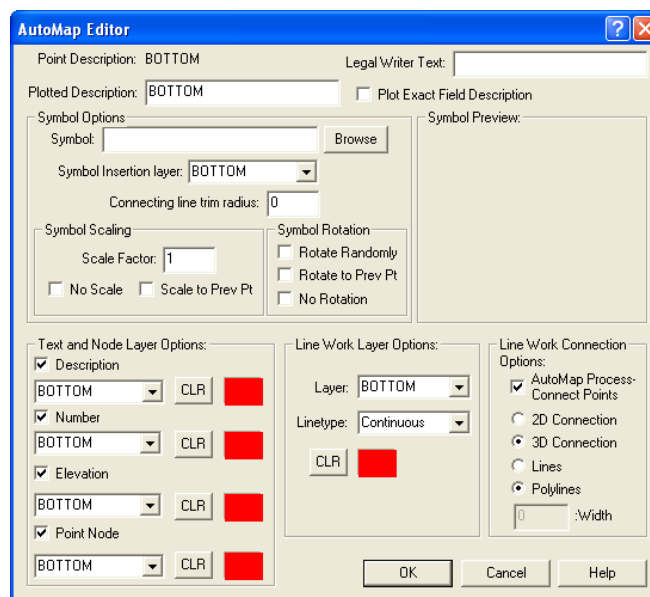 AutoMap Editor
Point Description: BOTTOM
Legal Writer Text:
Plotted Description: BOTTOM
Plot Exact Field Description
Symbol Options
Symbol:
Browse
Symbol Insertion layer: BOTTOM
Connecting line trim radius: 0
Symbol Scaling
Scale Factor: 1
No Scale
Scale to Prev Pt
Symbol Rotation
Rotate Randomly
Rotate to Prev Pt
No Rotation
Symbol Preview:
Text and Node Layer Options:
Description
BOTTOM
CLR
Number
BOTTOM
CLR
Elevation
BOTTOM
CLR
Point Node
BOTTOM
CLR
Line Work Layer Options:
Layer: BOTTOM
Linetype: Continuous
CLR
Line Work Connection
Options:
AutoMap Process-
Connect Points
2D Connection
3D Connection
Lines
Polylines
0 :Width
OK
Cancel
Help